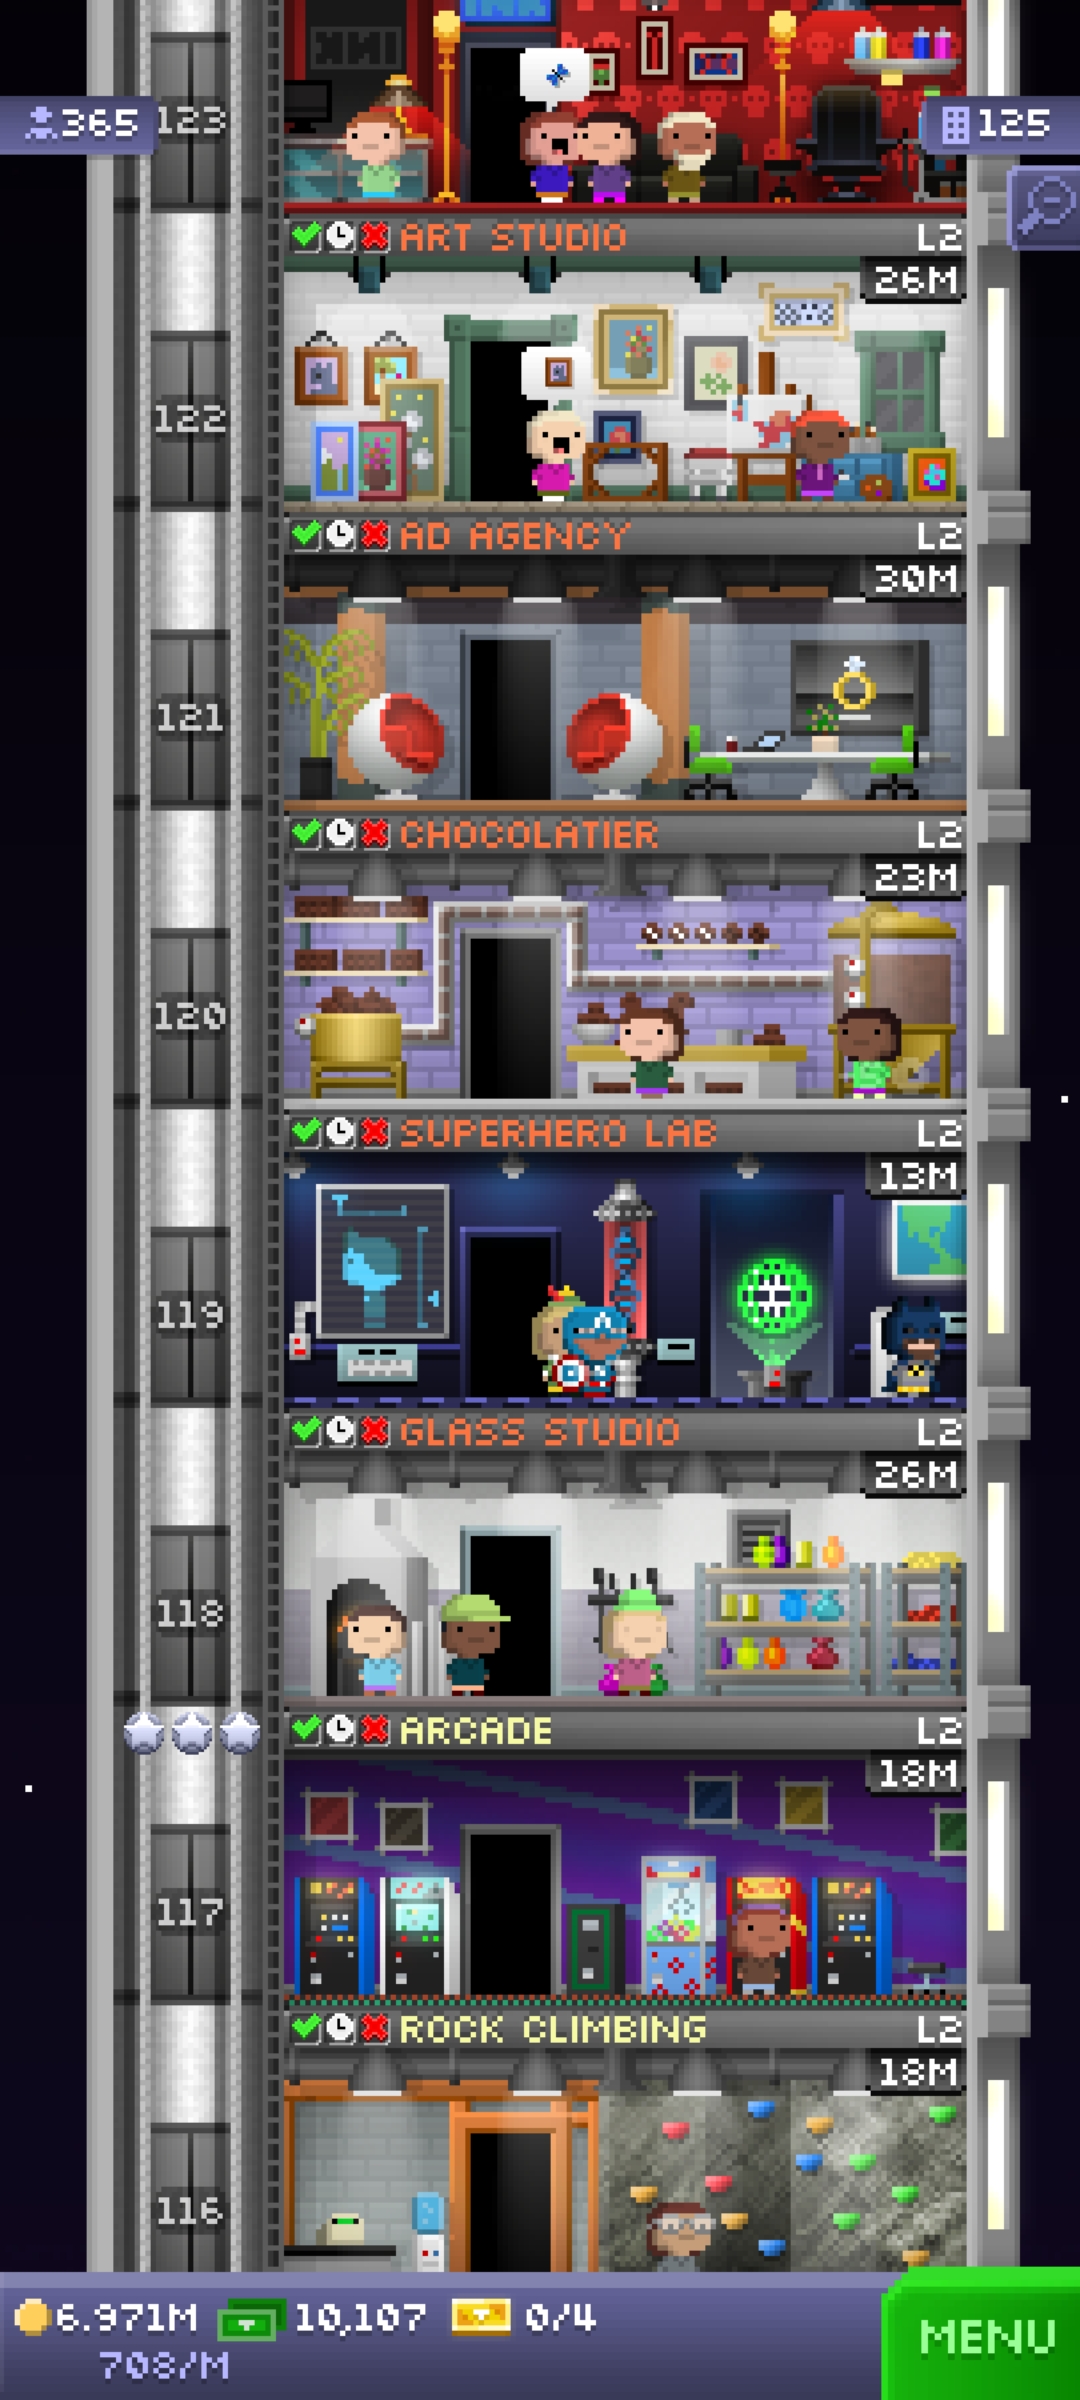 INK
365
123
125
ART STUDIO L2
26M
122
AD AGENCY L2
30M
121
CHOCOLATIER L2
23M
120
SUPERHERO LAB L2
13M
119
GLASS STUDIO L2
26M
118
ARCADE L2
18M
117
ROCK CLIMBING L2
18M
116
6.971M 10,107 0/4
708/M
MENU